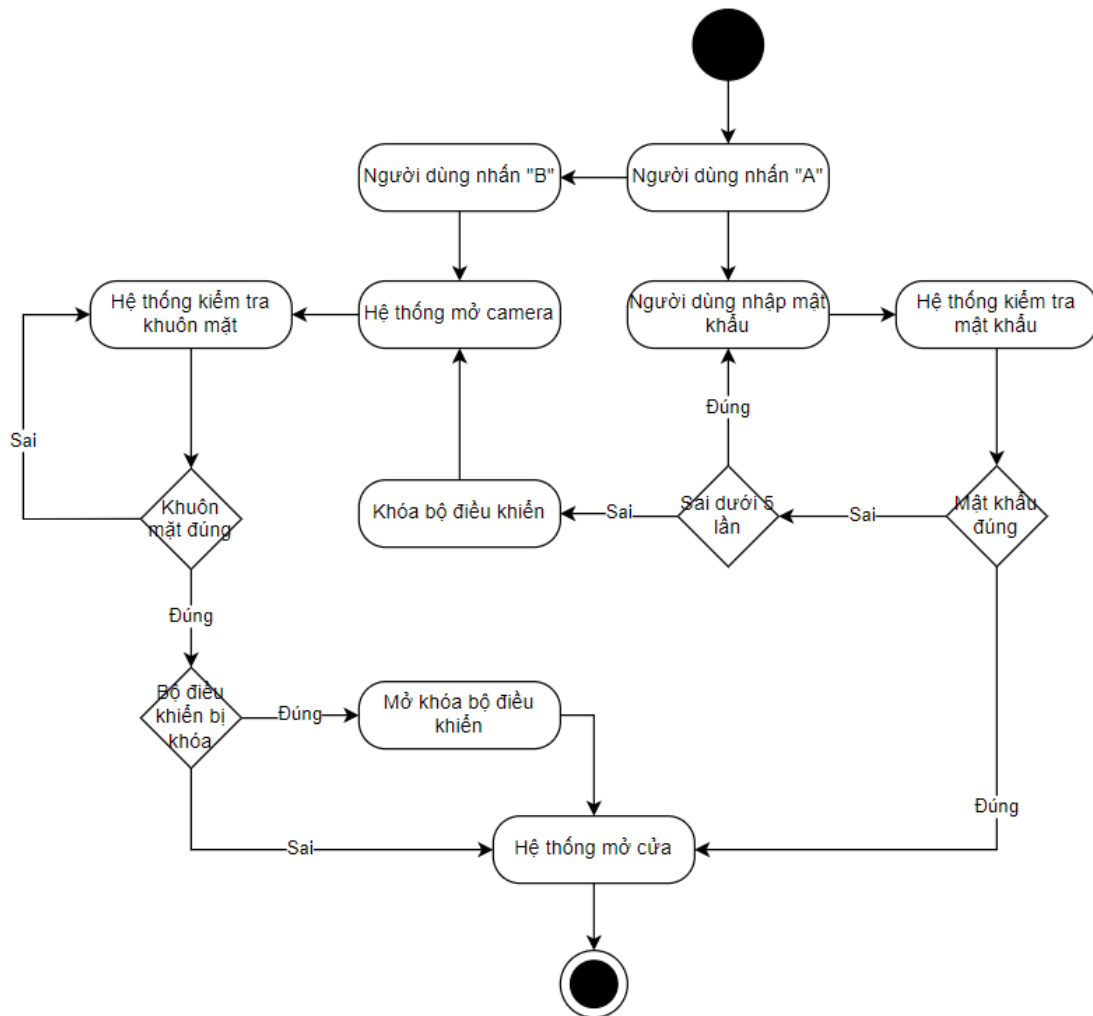 Người dùng nhấn "B"
Người dùng nhấn "A"
Hệ thống kiểm tra
khuôn mặt
Hệ thống mở camera
Người dùng nhập mật
khẩu
Hệ thống kiểm tra
mật khẩu
Đúng
Sai
Khuôn
mặt đúng
Khóa bộ điều khiển
Sai
Sai dưới 5
lần
Sai
Mật khẩu
đúng
Đúng
Bộ điều
khiển bị
khóa
Đúng
Mở khóa bộ điều
khiển
Đúng
Sai
Hệ thống mở cửa